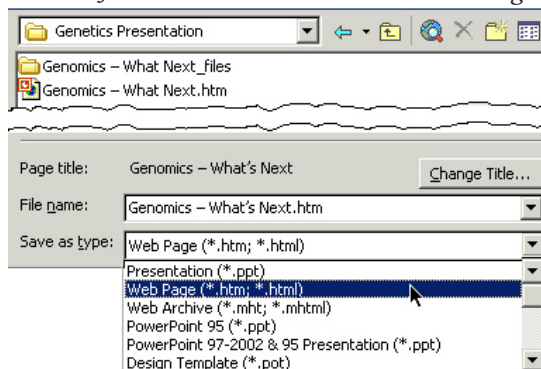 Genetics Presentation
Genomics – What Next_files
Genomics – What Next.htm
Page title: Genomics – What's Next Change Title...
File name: Genomics – What's Next.htm
Save as type: Web Page (*.htm; *.html)
Presentation (*.ppt)
Web Page (*.htm; *.html)
Web Archive (*.mht; *.mhtml)
PowerPoint 95 (*.ppt)
PowerPoint 97-2002 & 95 Presentation (*.ppt)
Design Template (*.pot)